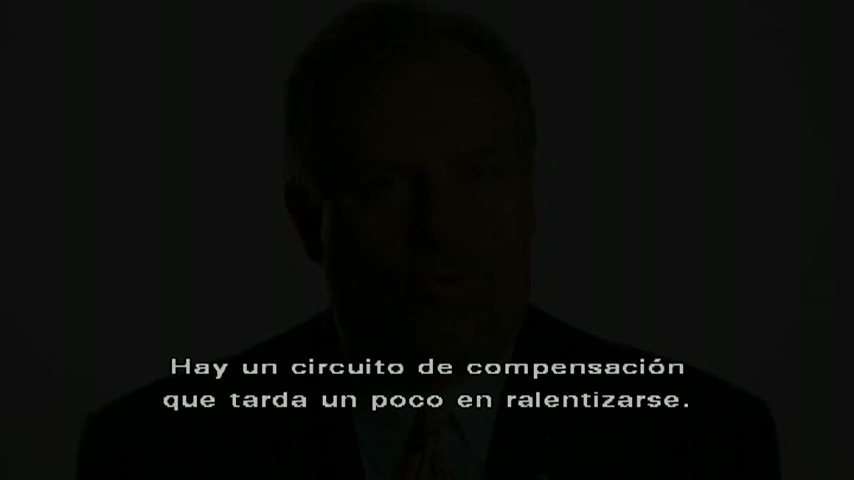 Hay un circuito de compensación
que tarda un poco en ralentizarse.